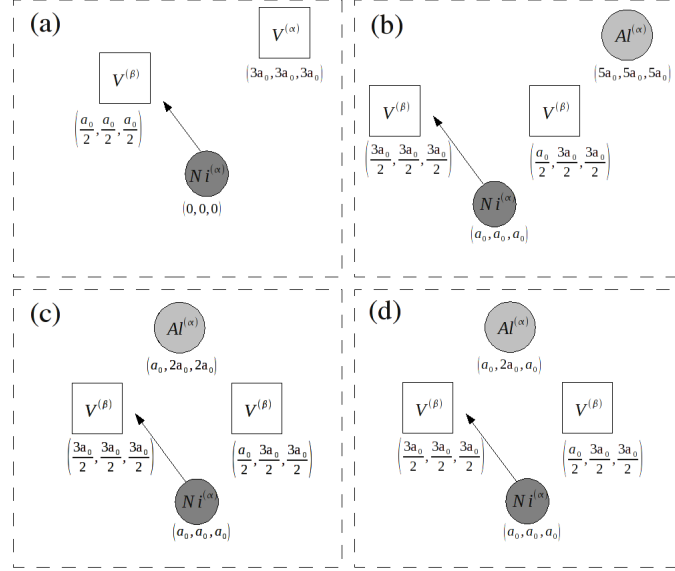 (a)
V^(α)
(3a₀, 3a₀, 3a₀)
V^(β)
(a₀/2, a₀/2, a₀/2)
Ni^(α)
(0,0,0)
(b)
Al^(α)
(5a₀, 5a₀, 5a₀)
V^(β)
V^(β)
(3a₀/2, 3a₀/2, 3a₀/2)
(a₀/2, 3a₀/2, 3a₀/2)
Ni^(α)
(a₀, a₀, a₀)
(c)
Al^(α)
(a₀, 2a₀, 2a₀)
V^(β)
V^(β)
(3a₀/2, 3a₀/2, 3a₀/2)
(a₀/2, 3a₀/2, 3a₀/2)
Ni^(α)
(a₀, a₀, a₀)
(d)
Al^(α)
(a₀, 2a₀, a₀)
V^(β)
V^(β)
(3a₀/2, 3a₀/2, 3a₀/2)
(a₀/2, 3a₀/2, 3a₀/2)
Ni^(α)
(a₀, a₀, a₀)